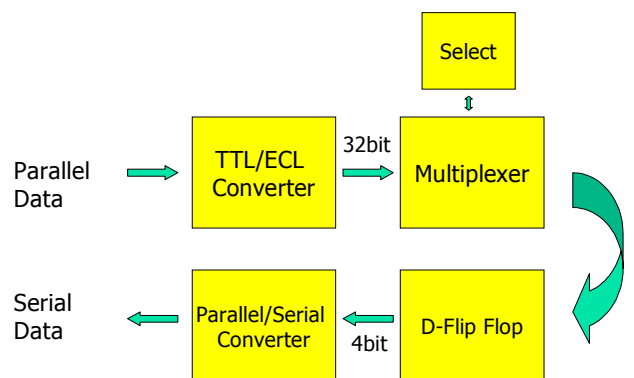 Select
Parallel
Data
TTL/ECL
Converter
32bit
Multiplexer
Serial
Data
Parallel/Serial
Converter
4bit
D-Flip Flop